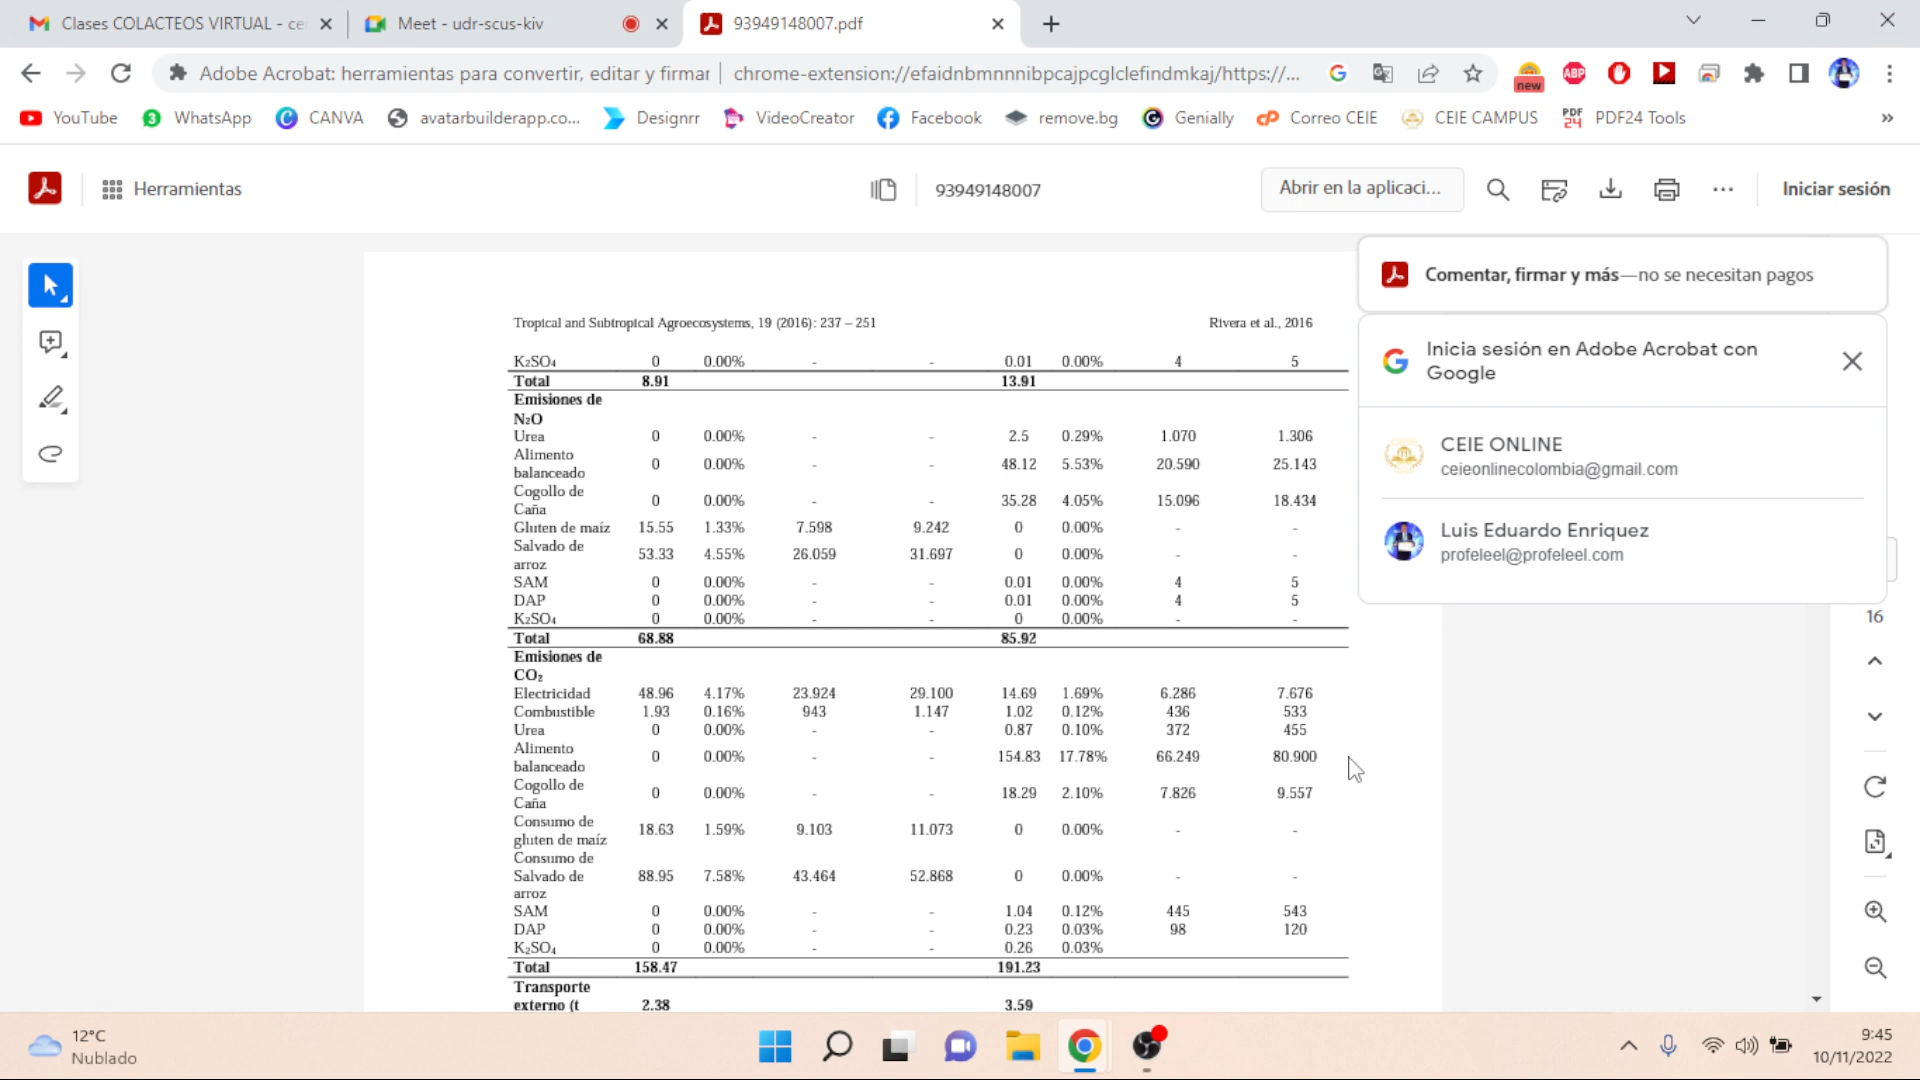 Clases COLACTEOS VIRTUAL - ce
Meet - udr-scus-kiv
93949148007.pdf
Adobe Acrobat: herramientas para convertir, editar y firmar
chrome-extension://efaidnbmnnnibpcajpcglclefindmkaj/https://...
new
ABP
YouTube
3
WhatsApp
CANVA
avatarbuilderapp.co...
Designrr
VideoCreator
Facebook
remove.bg
Genially
Correo CEIE
CEIE CAMPUS
PDF 24
PDF24 Tools
»
Herramientas
93949148007
Abrir en la aplicaci...
Iniciar sesión
Comentar, firmar y más—no se necesitan pagos
Inicia sesión en Adobe Acrobat con
Google
CEIE ONLINE
ceieonlinecolombia@gmail.com
Luis Eduardo Enriquez
profeleel@profeleel.com
16
Tropical and Subtropical Agroecosystems, 19 (2016): 237 – 251 Rivera et al., 2016
K₂SO₄ 0 0.00% - - 0.01 0.00% 4 5
Total 8.91 13.91
Emisiones de
N₂O
Urea 0 0.00% - - 2.5 0.29% 1.070 1.306
Alimento
balanceado 0 0.00% - - 48.12 5.53% 20.590 25.143
Cogollo de
Caña 0 0.00% - - 35.28 4.05% 15.096 18.434
Gluten de maíz 15.55 1.33% 7.598 9.242 0 0.00% - -
Salvado de
arroz 53.33 4.55% 26.059 31.697 0 0.00% - -
SAM 0 0.00% - - 0.01 0.00% 4 5
DAP 0 0.00% - - 0.01 0.00% 4 5
K₂SO₄ 0 0.00% - - 0 0.00% - -
Total 68.88 85.92
Emisiones de
CO₂
Electricidad 48.96 4.17% 23.924 29.100 14.69 1.69% 6.286 7.676
Combustible 1.93 0.16% 943 1.147 1.02 0.12% 436 533
Urea 0 0.00% - - 0.87 0.10% 372 455
Alimento
balanceado 0 0.00% - - 154.83 17.78% 66.249 80.900
Cogollo de
Caña 0 0.00% - - 18.29 2.10% 7.826 9.557
Consumo de
gluten de maíz 18.63 1.59% 9.103 11.073 0 0.00% - -
Consumo de
Salvado de
arroz 88.95 7.58% 43.464 52.868 0 0.00% - -
SAM 0 0.00% - - 1.04 0.12% 445 543
DAP 0 0.00% - - 0.23 0.03% 98 120
K₂SO₄ 0 0.00% - - 0.26 0.03%
Total 158.47 191.23
Transporte
externo (t 2.38 3.59
12°C
Nublado
9:45
10/11/2022